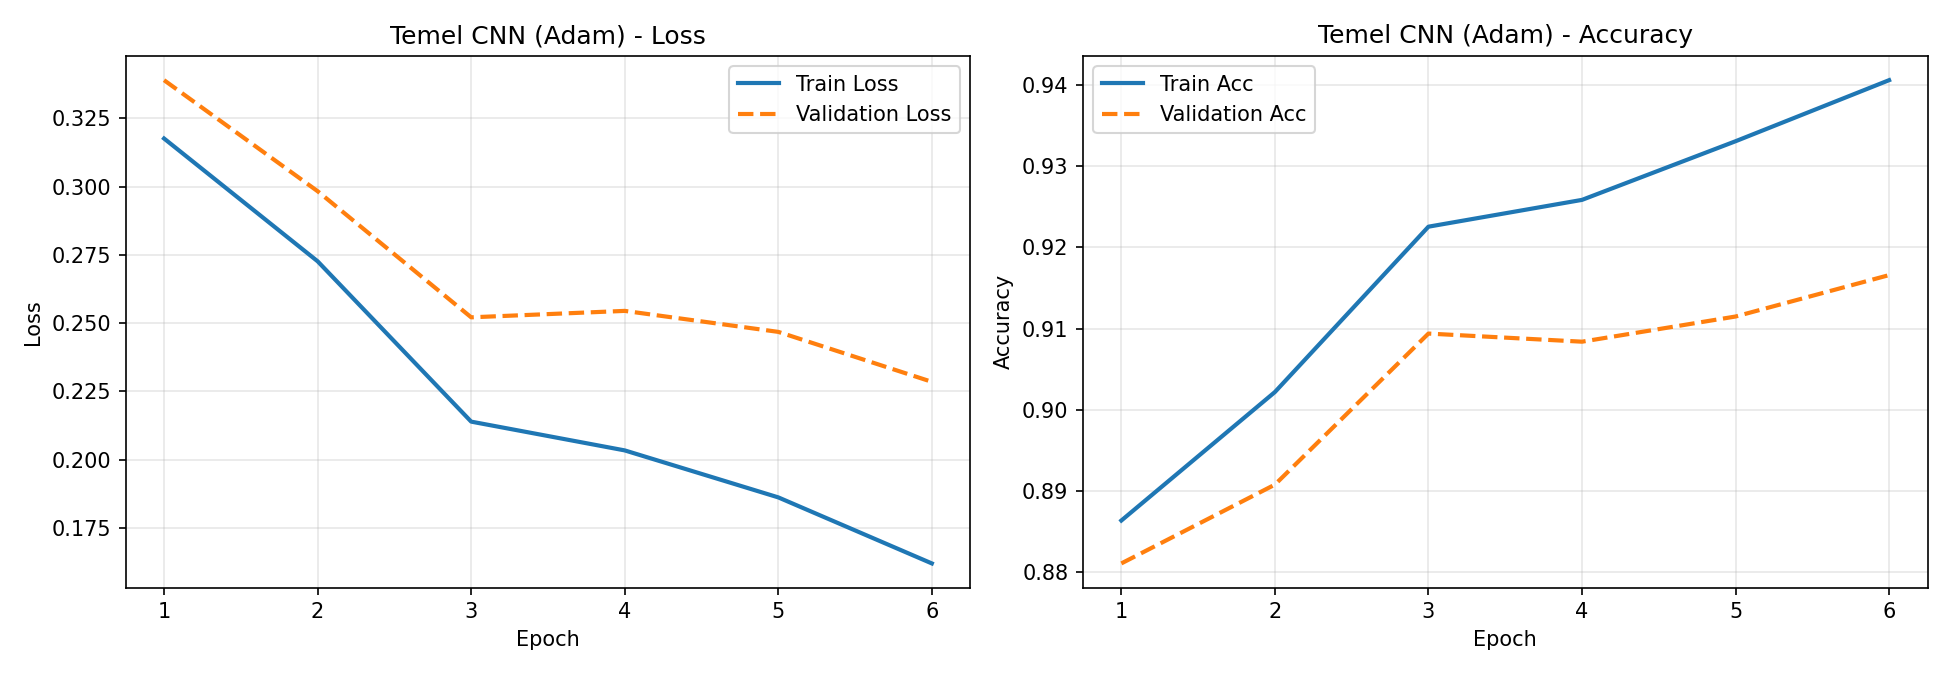 Temel CNN (Adam) - Loss
Train Loss
Validation Loss
0.325
0.300
0.275
0.250
0.225
0.200
0.175
Loss
1 2 3 4 5 6
Epoch
Temel CNN (Adam) - Accuracy
Train Acc
Validation Acc
0.94
0.93
0.92
0.91
0.90
0.89
0.88
Accuracy
1 2 3 4 5 6
Epoch